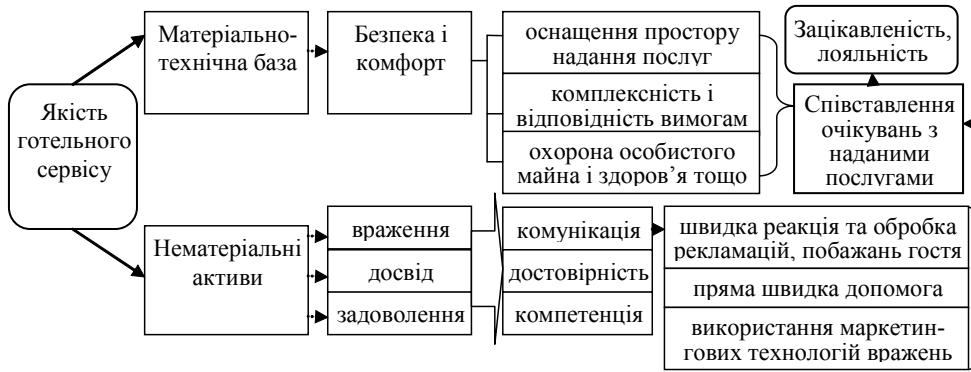 Якість
готельного
сервісу
Матеріально-
технічна база
Безпека і
комфорт
оснащення простору
надання послуг
комплексність і
відповідність вимогам
охорона особистого
майна і здоров’я тощо
Зацікавленість,
лояльність
Співставлення
очікувань з
наданими
послугами
Нематеріальні
активи
враження
досвід
задоволення
комунікація
достовірність
компетенція
швидка реакція та обробка
рекламацій, побажань гостя
пряма швидка допомога
використання маркетин-
гових технологій вражень